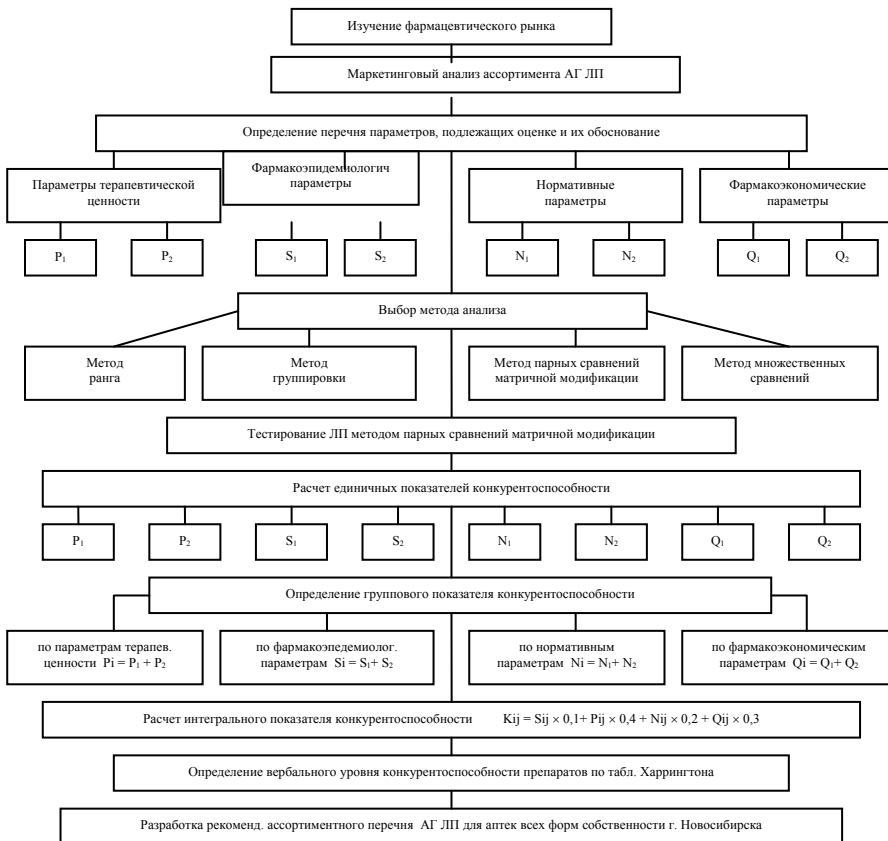 Изучение фармацевтического рынка
Маркетинговый анализ ассортимента АГ ЛП
Определение перечня параметров, подлежащих оценке и их обоснование
Параметры терапевтической
ценности
Фармакоэпидемиологич
параметры
Нормативные
параметры
Фармакоэкономические
параметры
P₁
P₂
S₁
S₂
N₁
N₂
Q₁
Q₂
Выбор метода анализа
Метод
ранга
Метод
группировки
Метод парных сравнений
матричной модификации
Метод множественных
сравнений
Тестирование ЛП методом парных сравнений матричной модификации
Расчет единичных показателей конкурентоспособности
P₁
P₂
S₁
S₂
N₁
N₂
Q₁
Q₂
Определение группового показателя конкурентоспособности
по параметрам терапев.
ценности Pi = P₁ + P₂
по фармакоэпедемиолог.
параметрам Si = S₁+ S₂
по нормативным
параметрам Ni = N₁+ N₂
по фармакоэкономическим
параметрам Qi = Q₁+ Q₂
Расчет интегрального показателя конкурентоспособности Kij = Sij × 0,1+ Pij × 0,4 + Nij × 0,2 + Qij × 0,3
Определение вербального уровня конкурентоспособности препаратов по табл. Харрингтона
Разработка рекоменд. ассортиментного перечня АГ ЛП для аптек всех форм собственности г. Новосибирска